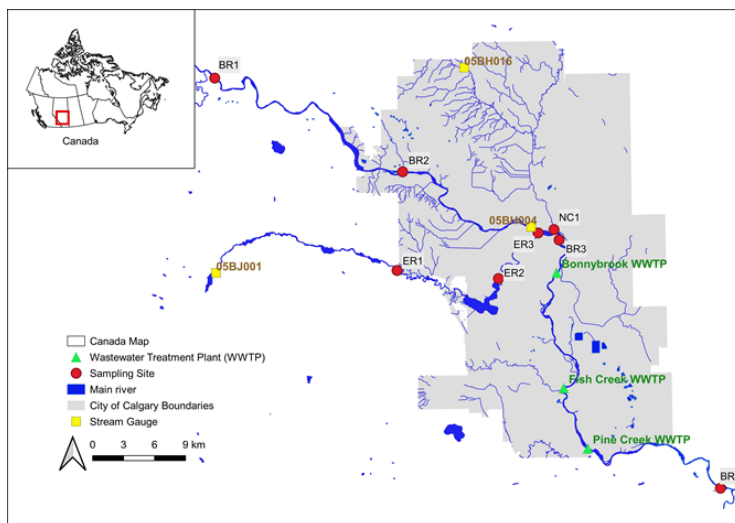 BR1
05BH016
Canada
BR2
05BH004
NC1
ER3
BR3
05BJ001
ER1
ER2
Bonnybrook WWTP
Canada Map
Wastewater Treatment Plant (WWTP)
Sampling Site
Main river
City of Calgary Boundaries
Stream Gauge
Fish Creek WWTP
0 3 6 9 km
Pine Creek WWTP
BR